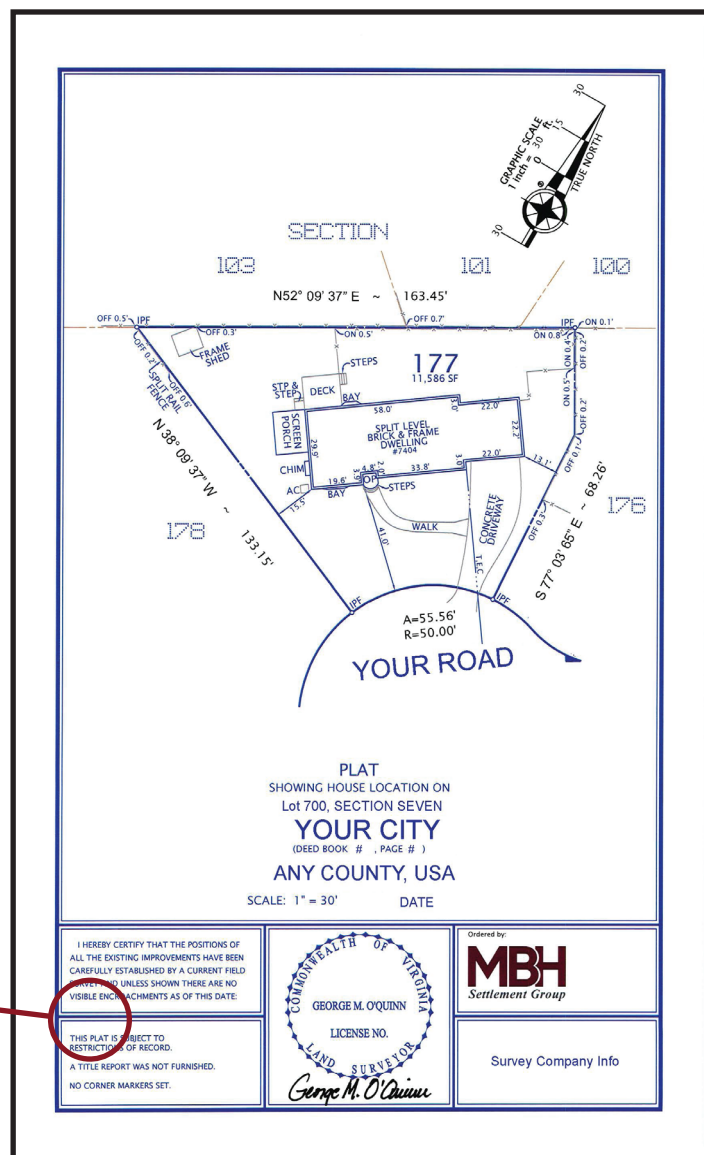 30
15
ft.
30
0
GRAPHIC SCALE
1 inch =
TRUE NORTH
30
SECTION
103
101
100
N52° 09' 37" E ~ 163.45'
OFF 0.5'
IPF
OFF 0.3'
ON 0.5'
OFF 0.7'
ON 0.8'
IPF
ON 0.1'
FRAME
SHED
OFF 0.2'
SPLIT RAIL
FENCE
OFF 0.6'
177
11,586 SF
ON 0.4'
OFF 0.2'
ON 0.5'
OFF 0.2'
OFF 0.1'
STEPS
STP &
STEP
DECK
BAY
58.0'
3.0'
22.0'
SCREEN
PORCH
29.9'
SPLIT LEVEL
BRICK & FRAME
DWELLING
#7404
22.2'
CHIM
AC
19.6'
BAY
3.9'
4.8'
2.0'
OP
33.8'
3.0'
22.0'
13.1'
STEPS
15.5'
N 38° 09' 37" W ~ 133.15'
178
WALK
41.0'
CONCRETE
DRIVEWAY
T.E.C.
OFF 0.3'
S 77° 03' 65" E ~ 68.26'
176
IPF
IPF
A=55.56'
R=50.00'
YOUR ROAD
PLAT
SHOWING HOUSE LOCATION ON
Lot 700, SECTION SEVEN
YOUR CITY
(DEED BOOK # , PAGE # )
ANY COUNTY, USA
SCALE: 1" = 30' DATE
I HEREBY CERTIFY THAT THE POSITIONS OF
ALL THE EXISTING IMPROVEMENTS HAVE BEEN
CAREFULLY ESTABLISHED BY A CURRENT FIELD
SURVEY AND UNLESS SHOWN THERE ARE NO
VISIBLE ENCROACHMENTS AS OF THIS DATE:
THIS PLAT IS SUBJECT TO
RESTRICTIONS OF RECORD.
A TITLE REPORT WAS NOT FURNISHED.
NO CORNER MARKERS SET.
COMMONWEALTH OF VIRGINIA
GEORGE M. O'QUINN
LICENSE NO.
LAND SURVEYOR
George M. O'Quinn
Ordered by:
MBH
Settlement Group
Survey Company Info